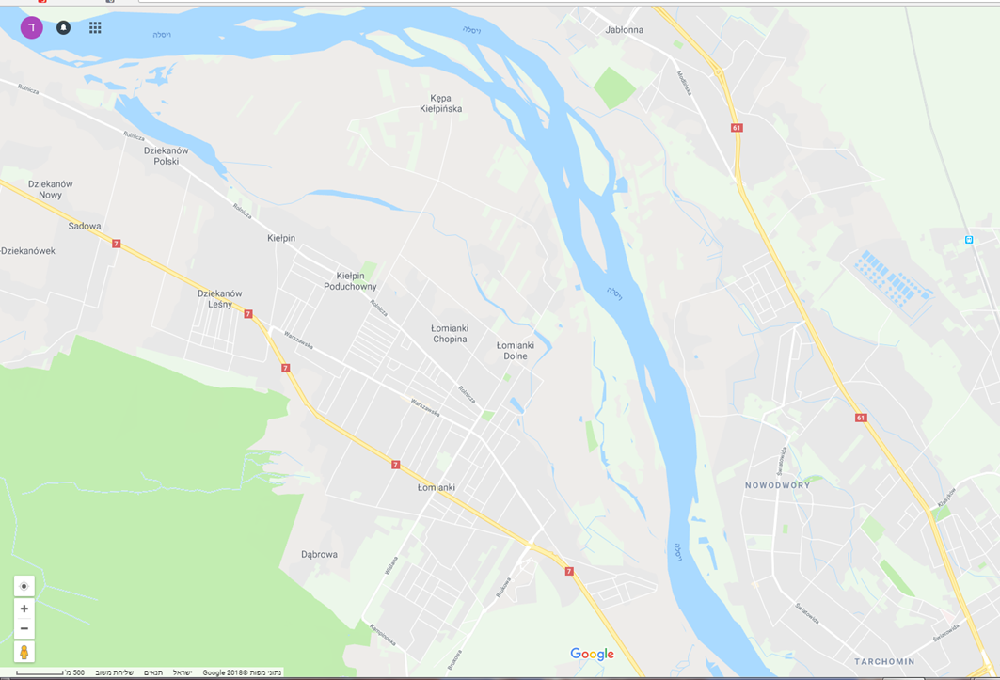 ד
ויסלה
ויסלה
Jabłonna
Modlińska
Rolnicza
Kępa
Kiełpińska
61
Rolnicza
Dziekanów
Polski
Dziekanów
Nowy
Rolnicza
Sadowa
7
Kiełpin
-Dziekanówek
Kiełpin
Poduchowny
Dziekanów
Leśny
ויסלה
7
Rolnicza
Warszawska
Łomianki
Chopina
Łomianki
Dolne
7
Rolnicza
Warszawska
61
7
Światowida
Łomianki
NOWODWORY
Klasyków
Dąbrowa
ויסלה
Wiślana
7
Brukowa
Światowida
Kampinoska
Światowida
Brukowa
Google
TARCHOMIN
נתוני מפות ©2018 Google ישראל תנאים שליחת משוב 500 מ'